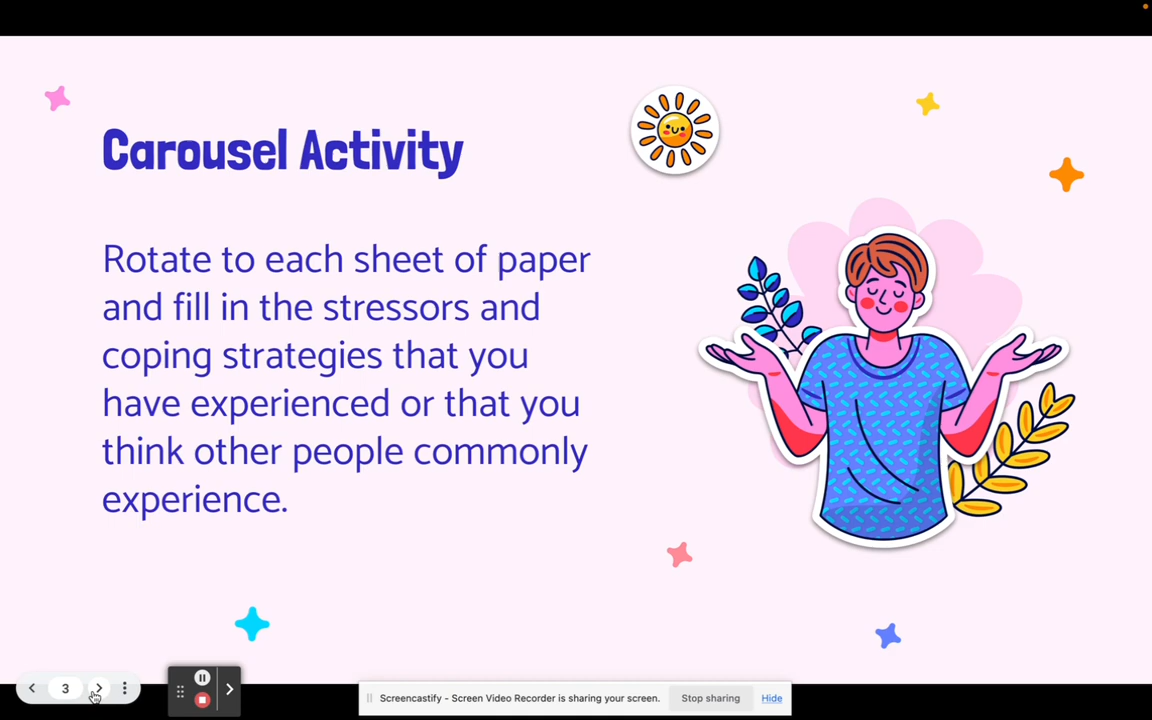 Carousel Activity
Rotate to each sheet of paper
and fill in the stressors and
coping strategies that you
have experienced or that you
think other people commonly
experience.
3
Screencastify - Screen Video Recorder is sharing your screen.
Stop sharing
Hide